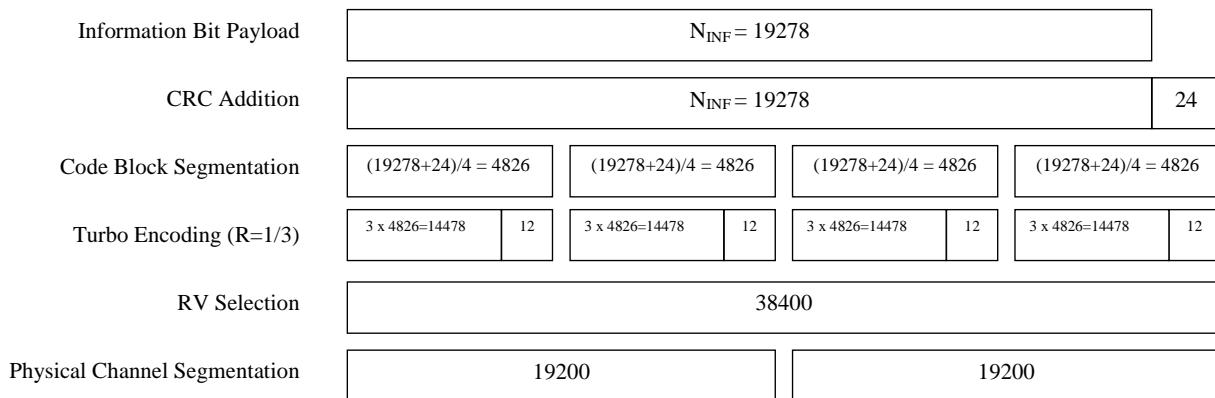 Information Bit Payload
N_INF = 19278
CRC Addition
N_INF = 19278 24
Code Block Segmentation
(19278+24)/4 = 4826 (19278+24)/4 = 4826 (19278+24)/4 = 4826 (19278+24)/4 = 4826
Turbo Encoding (R=1/3)
3 x 4826=14478 12 3 x 4826=14478 12 3 x 4826=14478 12 3 x 4826=14478 12
RV Selection
38400
Physical Channel Segmentation
19200 19200